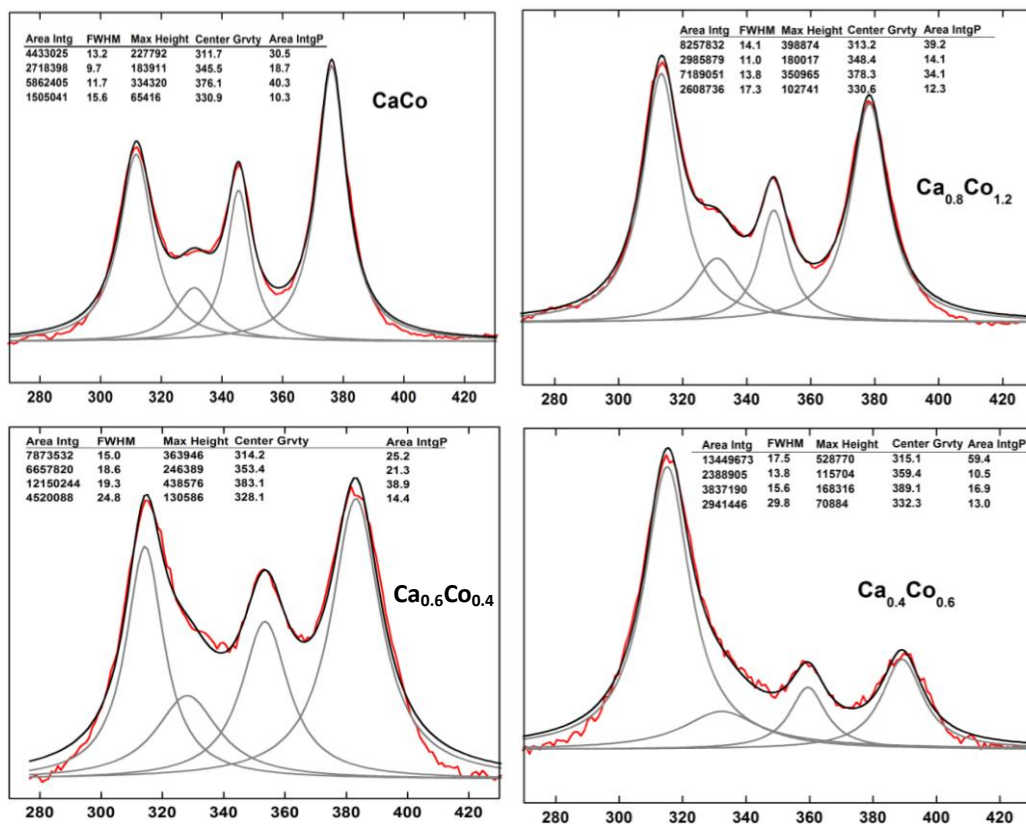 Area Intg FWHM Max Height Center Grvty Area IntgP
4433025 13.2 227792 311.7 30.5
2718398 9.7 183911 345.5 18.7
5862405 11.7 334320 376.1 40.3
1505041 15.6 65416 330.9 10.3
CaCo
280 300 320 340 360 380 400 420
Area Intg FWHM Max Height Center Grvty Area IntgP
8257832 14.1 398874 313.2 39.2
2985879 11.0 180017 348.4 14.1
7189051 13.8 350965 378.3 34.1
2608736 17.3 102741 330.6 12.3
Ca0.8Co1.2
280 300 320 340 360 380 400 420
Area Intg FWHM Max Height Center Grvty Area IntgP
7873532 15.0 363946 314.2 25.2
6657820 18.6 246389 353.4 21.3
12150244 19.3 438576 383.1 38.9
4520088 24.8 130586 328.1 14.4
Ca0.6Co0.4
280 300 320 340 360 380 400 420
Area Intg FWHM Max Height Center Grvty Area IntgP
13449673 17.5 528770 315.1 59.4
2388905 13.8 115704 359.4 10.5
3837190 15.6 168316 389.1 16.9
2941446 29.8 70884 332.3 13.0
Ca0.4Co0.6
280 300 320 340 360 380 400 420